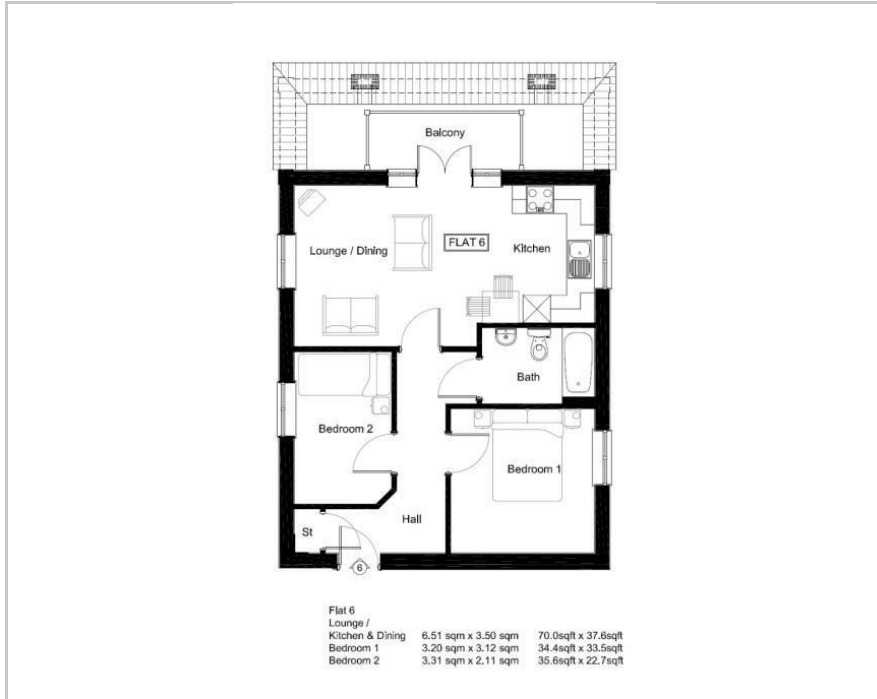 Balcony
Lounge / Dining
FLAT 6
Kitchen
Bath
Bedroom 2
Bedroom 1
Hall
St
6
Flat 6
Lounge /
Kitchen & Dining 6.51 sqm x 3.50 sqm 70.0sqft x 37.6sqft
Bedroom 1 3.20 sqm x 3.12 sqm 34.4sqft x 33.5sqft
Bedroom 2 3.31 sqm x 2.11 sqm 35.6sqft x 22.7sqft